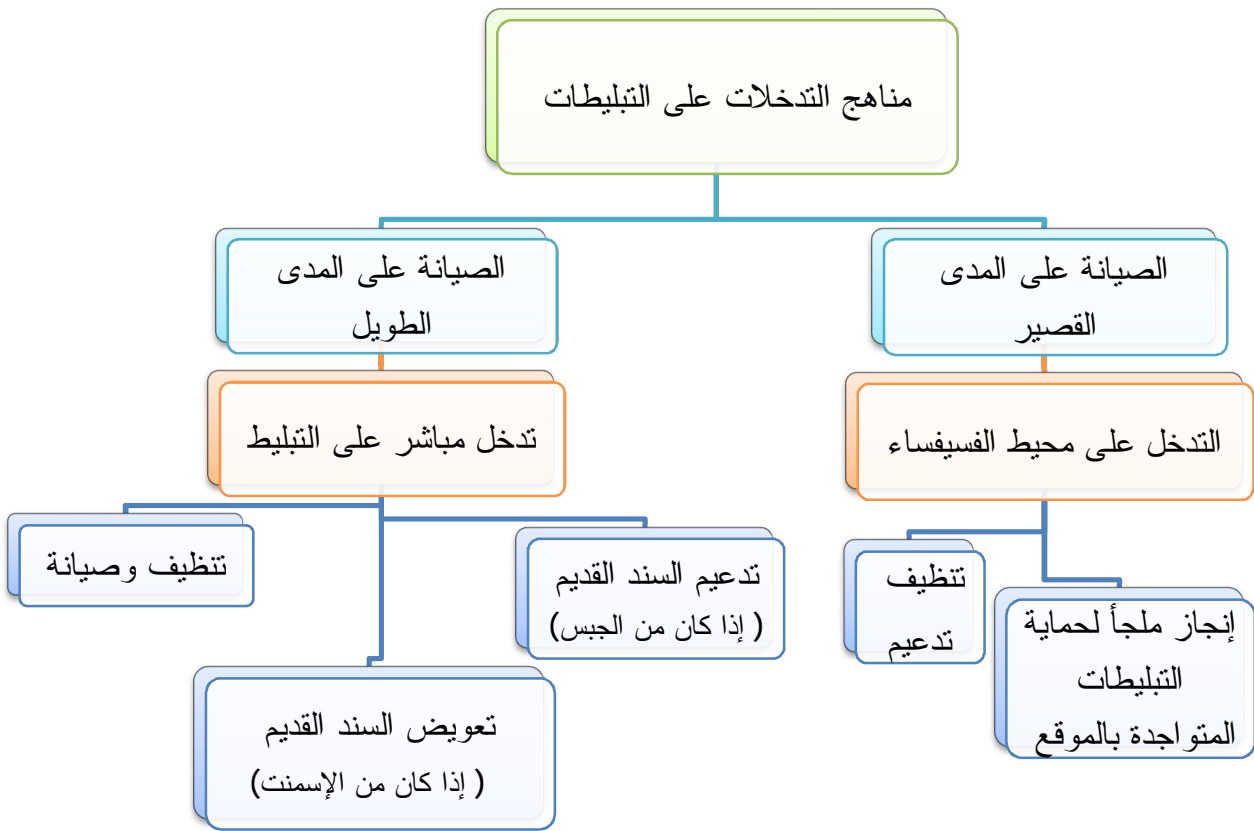 مناهج التدخلات على التبليطات
الصيانة على المدى
القصير
الصيانة على المدى
الطويل
التدخل على محيط الفسيفساء
تدخل مباشر على التبليط
إنجاز ملجأ لحماية
التبليطات
المتواجدة بالموقع
تنظيف
تدعيم
تدعيم السند القديم
( إذا كان من الجبس)
تعويض السند القديم
( إذا كان من الإسمنت)
تنظيف وصيانة